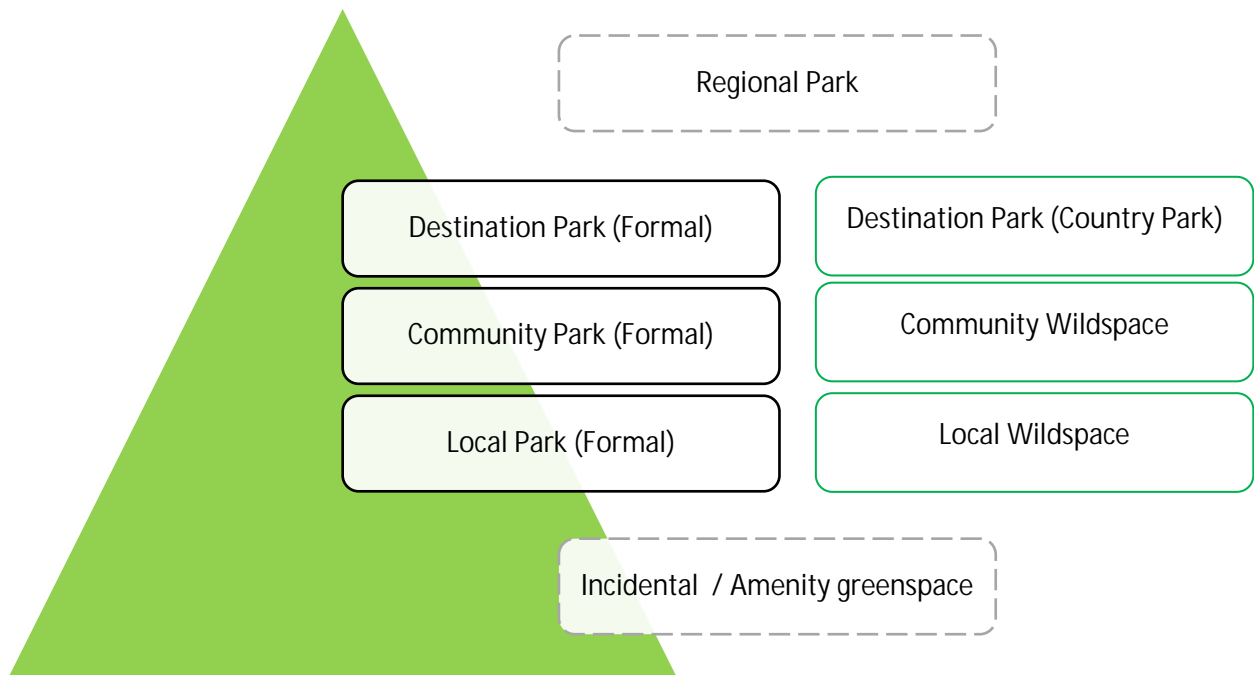 Regional Park
Destination Park (Formal)
Destination Park (Country Park)
Community Park (Formal)
Community Wildspace
Local Park (Formal)
Local Wildspace
Incidental / Amenity greenspace